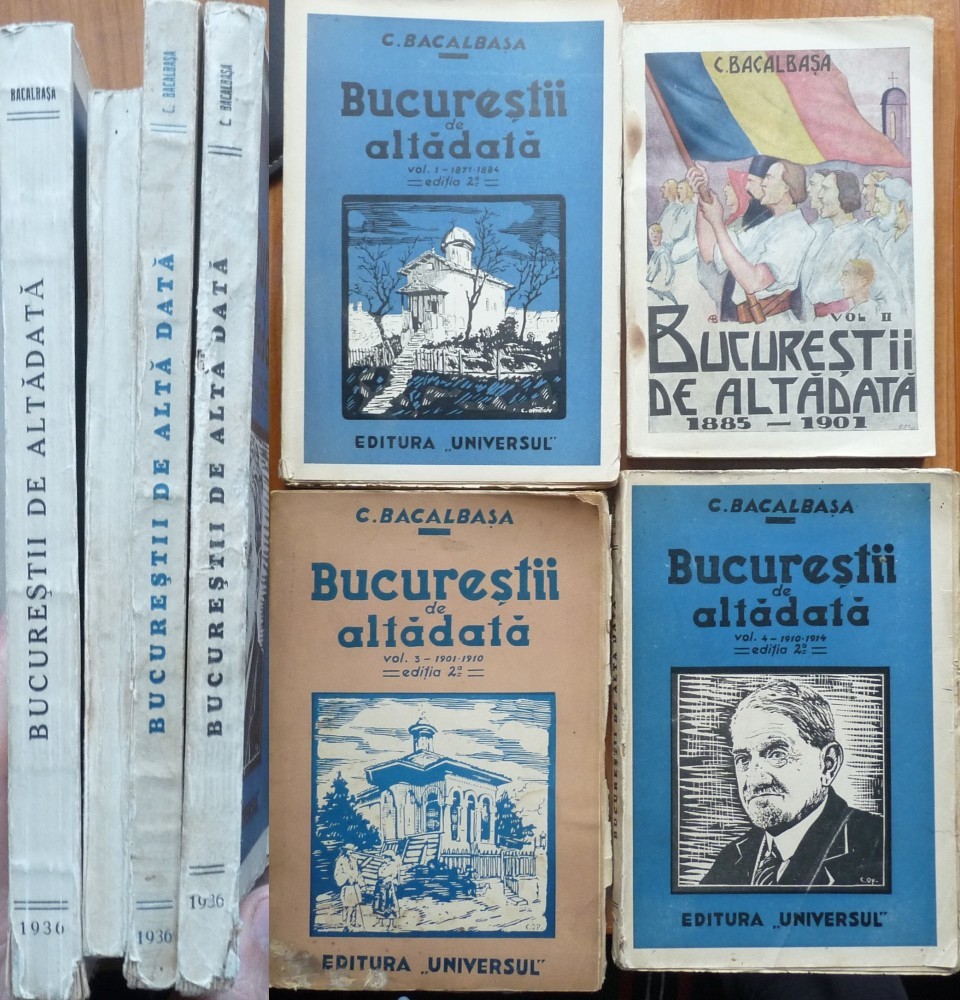 BACALBAȘA
BUCUREȘTII DE ALTĂDATĂ
1936
C. BACALBAȘA
BUCUREȘTII DE ALTĂ DATĂ
1936
C. BACALBAȘA
BUCUREȘTII DE ALTĂ DATĂ
1936
C. BACALBAȘA
Bucureștii
de
altădată
vol. 1 – 1871-1884
ediția 2ª
EDITURA „UNIVERSUL"
C. BACALBAȘA
VOL II
BUCUREȘTII
DE ALTĂDATĂ
1885 — 1901
C. BACALBAȘA
Bucureștii
de
altădată
vol. 3 – 1901-1910
ediția 2ª
EDITURA „UNIVERSUL"
C. BACALBAȘA
Bucureștii
de
altădată
vol. 4 – 1910-1914
ediția 2ª
EDITURA „UNIVERSUL"